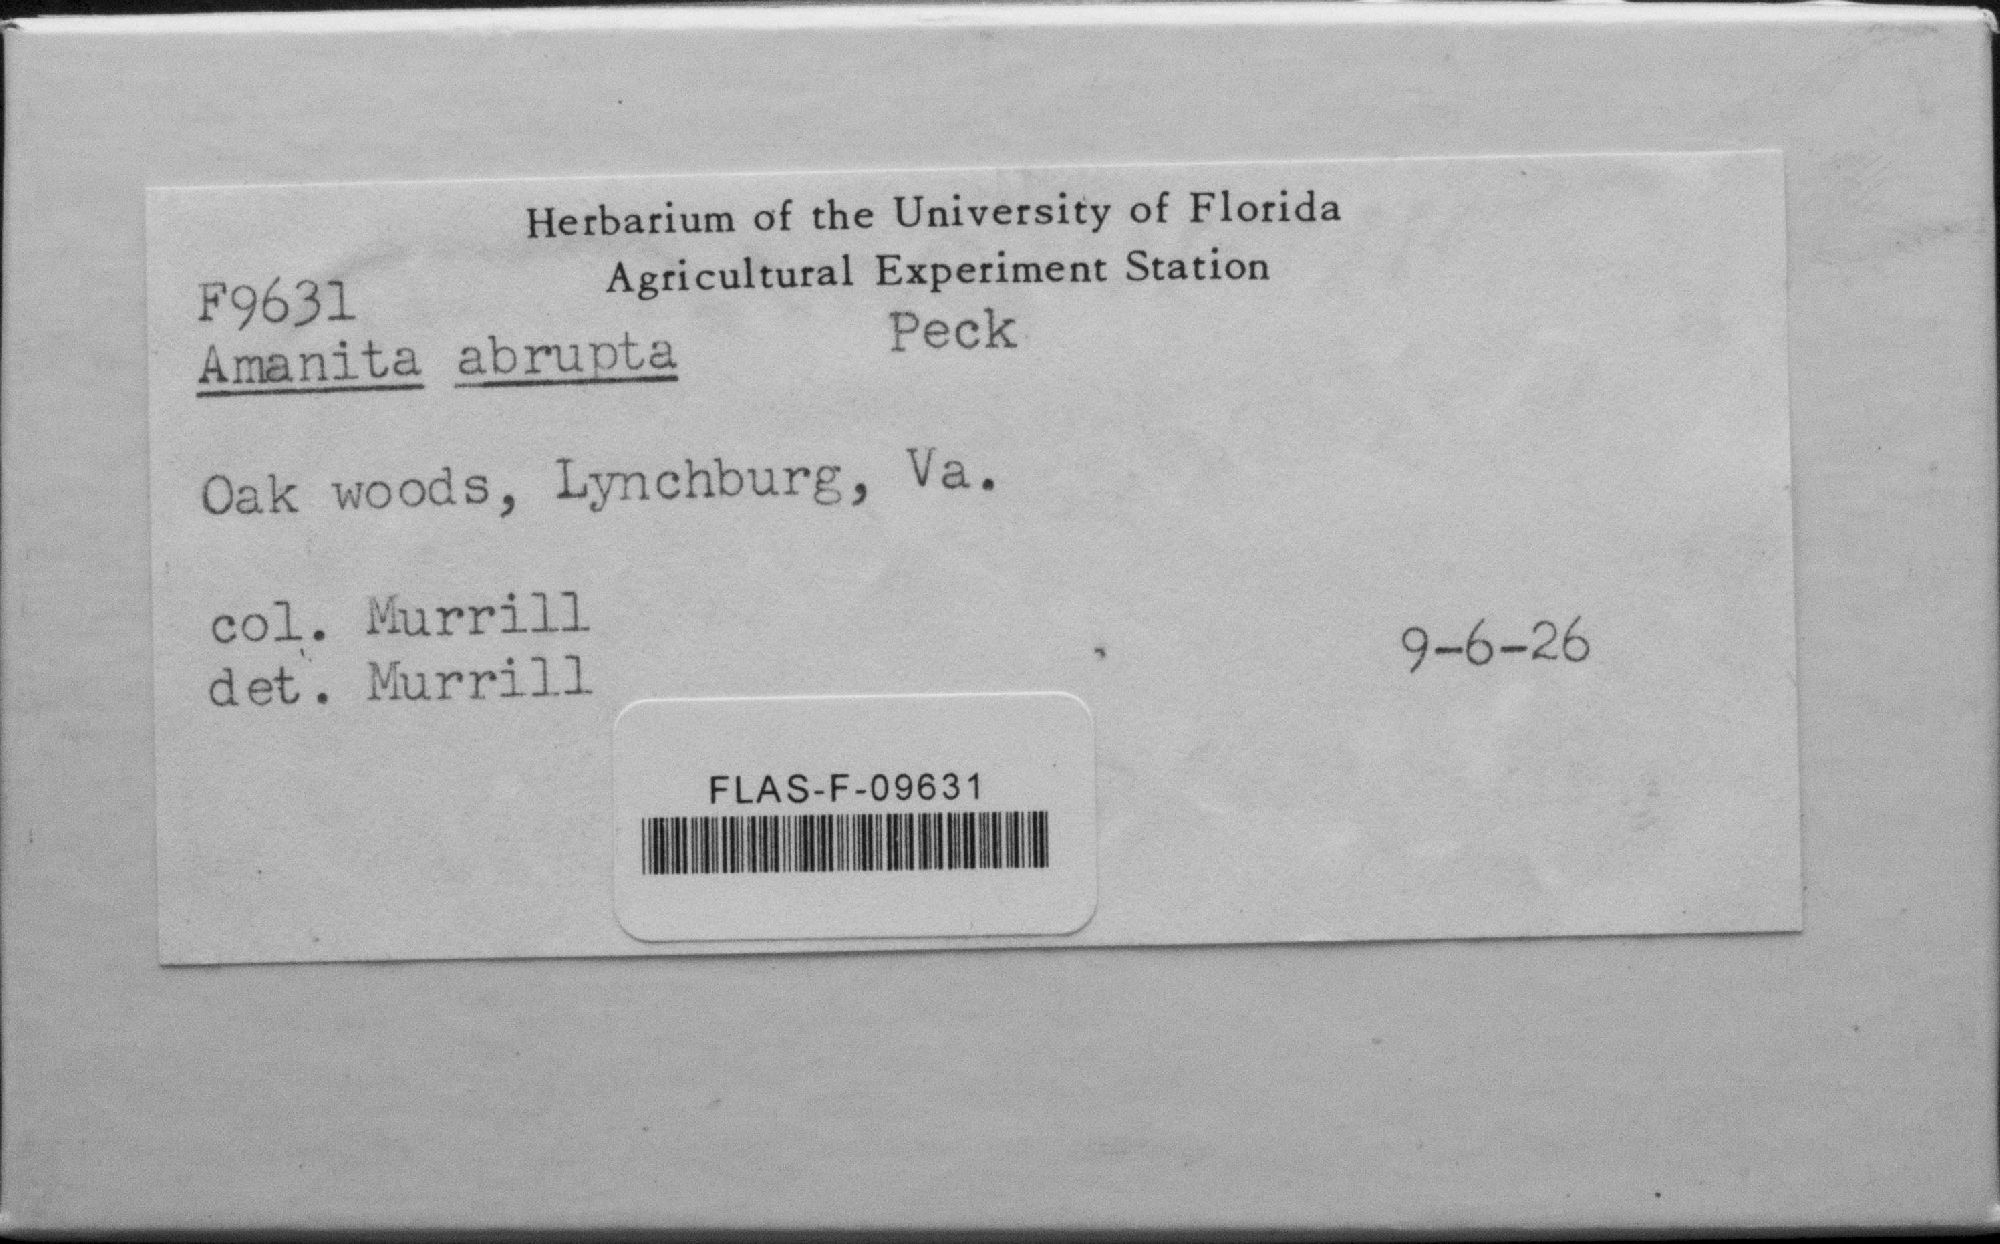 Herbarium of the University of Florida
Agricultural Experiment Station
F9631
Amanita abrupta Peck
Oak woods, Lynchburg, Va.
col. Murrill
det. Murrill
9-6-26
FLAS-F-09631